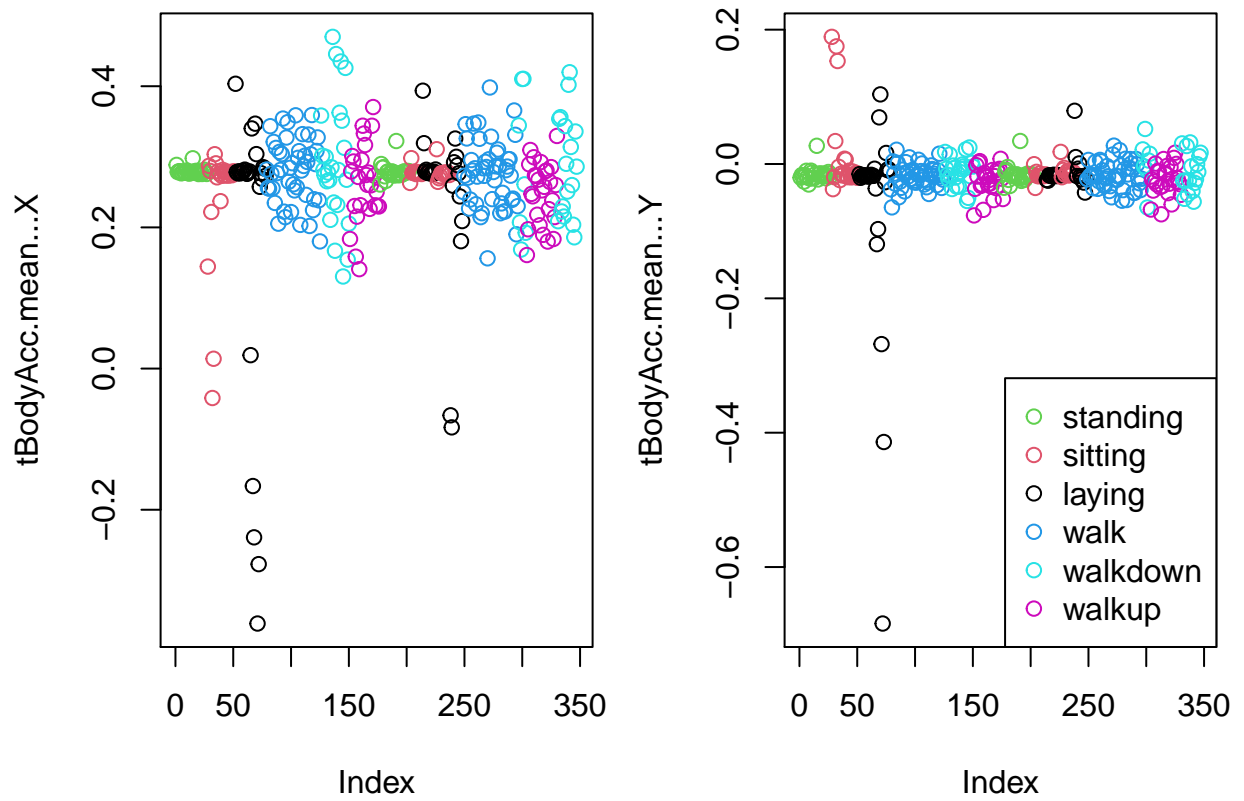 tBodyAcc.mean...X
0.4
0.2
0.0
−0.2
0
50
150
250
350
Index
tBodyAcc.mean...Y
0.2
0.0
−0.2
−0.4
−0.6
0
50
150
250
350
Index
standing
sitting
laying
walk
walkdown
walkup